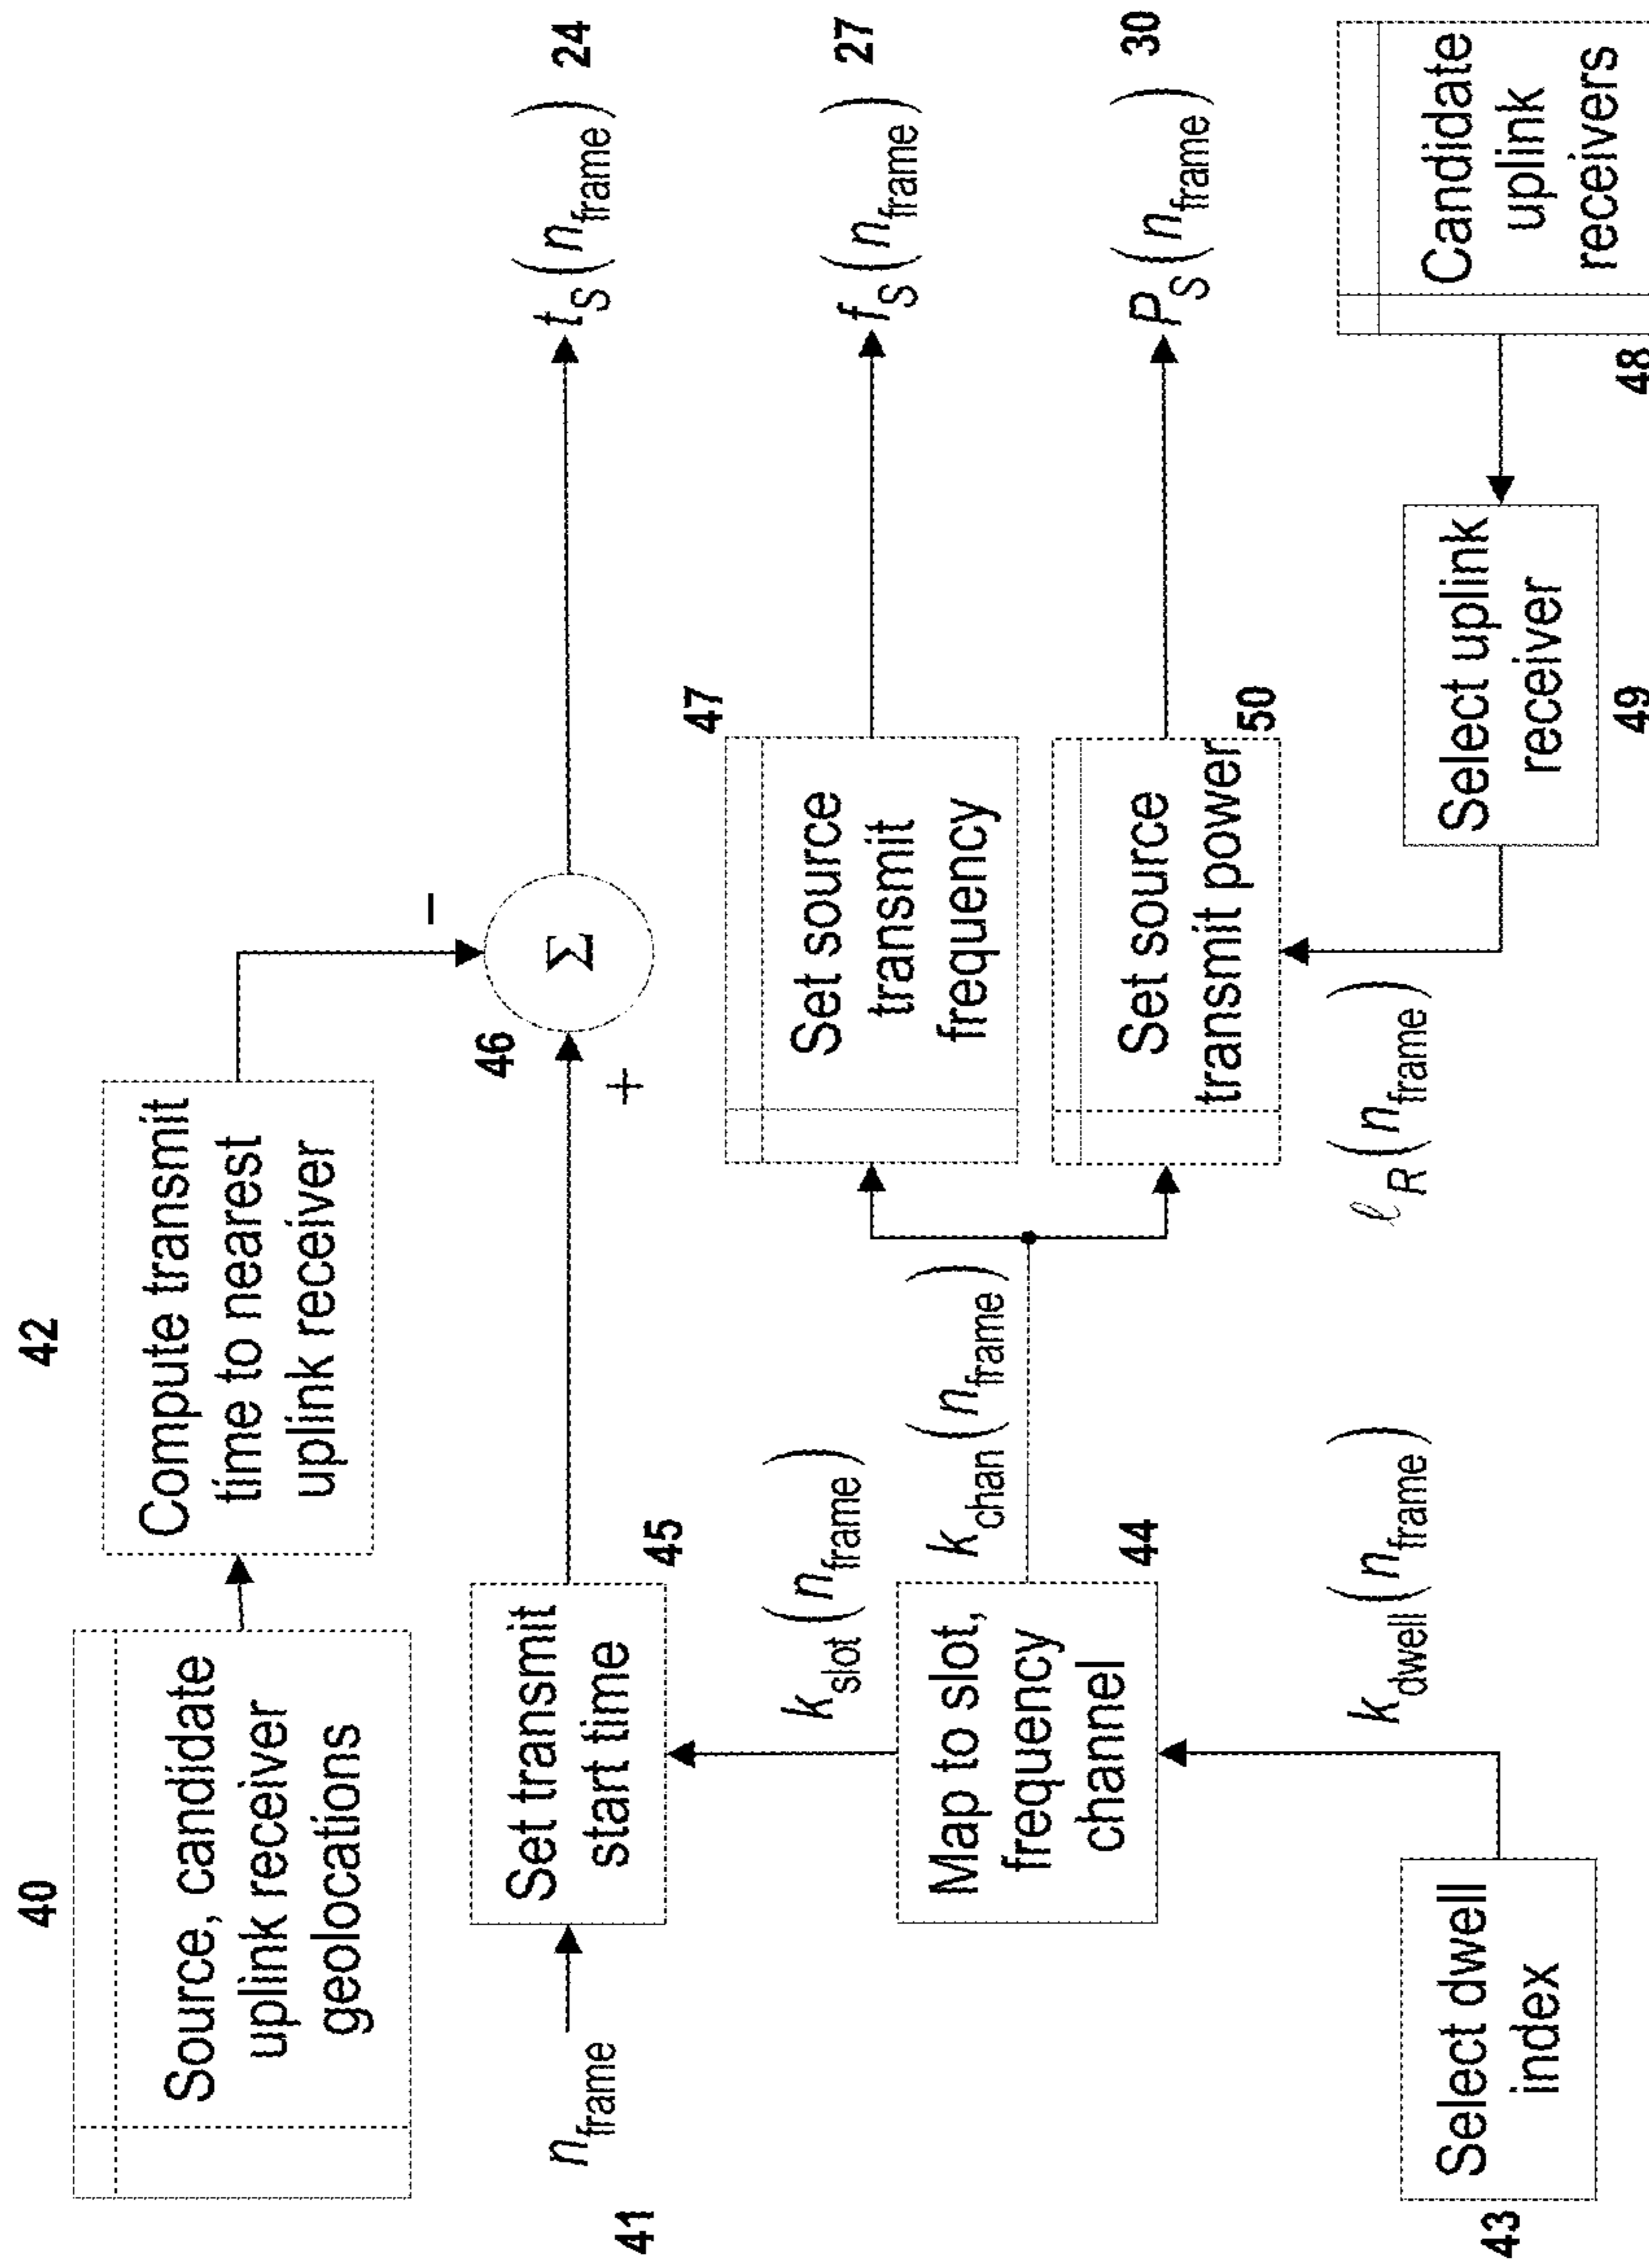 40
Source, candidate
uplink receiver
geolocations
42
Compute transmit
time to nearest
uplink receiver
−
41
n_frame
Set transmit
start time
45
46
Σ
+
t_S(n_frame) 24
k_slot(n_frame)
47
Set source
transmit
frequency
f_S(n_frame) 27
Map to slot,
frequency
channel
44
k_chan(n_frame)
Set source
transmit power
50
P_S(n_frame) 30
k_dwell(n_frame)
ℓ_R(n_frame)
43
Select dwell
index
Select uplink
receiver
49
Candidate
uplink
receivers
48